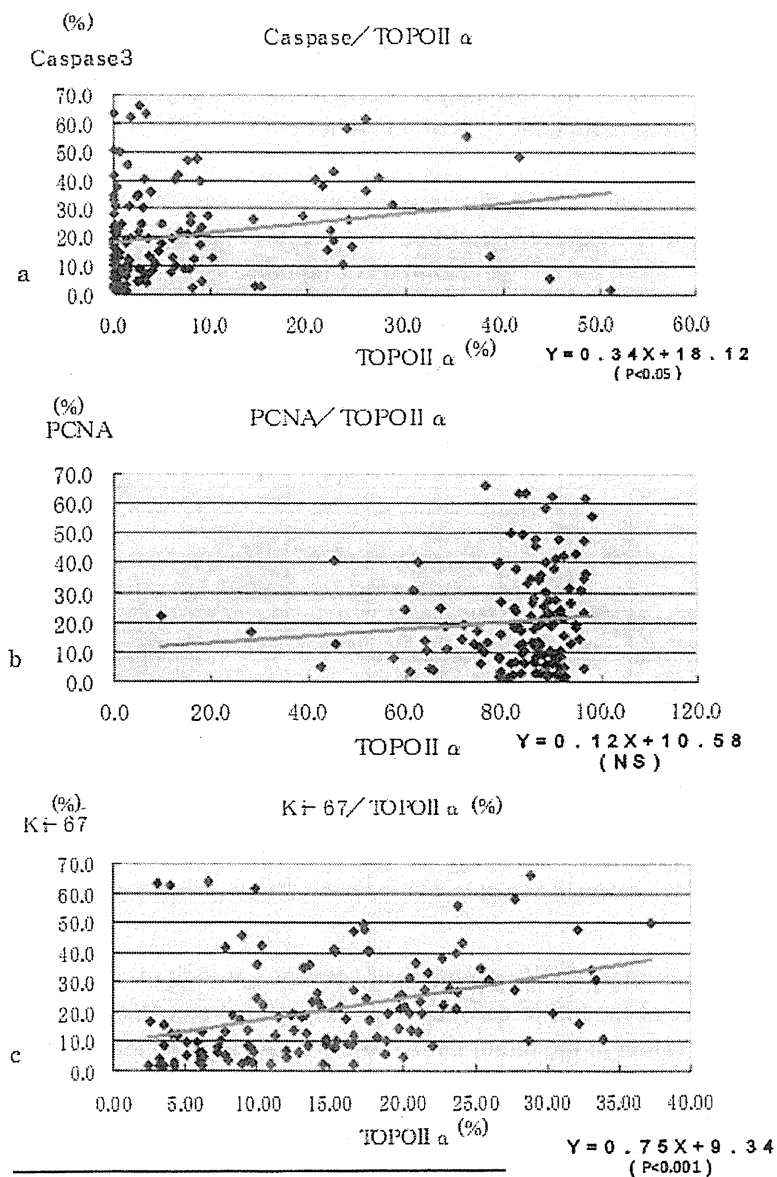 (%)
Caspase/TOPOII α
Caspase3
70.0
60.0
50.0
40.0
30.0
20.0
10.0
0.0
a
0.0 10.0 20.0 30.0 40.0 50.0 60.0
TOPOII α (%)
Y=0.34X+18.12
(P<0.05)
(%)
PCNA
PCNA/TOPOII α
70.0
60.0
50.0
40.0
30.0
20.0
10.0
0.0
b
0.0 20.0 40.0 60.0 80.0 100.0 120.0
TOPOII α
Y=0.12X+10.58
(NS)
(%)
Ki-67
Ki-67/TOPOII α (%)
70.0
60.0
50.0
40.0
30.0
20.0
10.0
0.0
c
0.00 5.00 10.00 15.00 20.00 25.00 30.00 35.00 40.00
TOPOII α (%)
Y=0.75X+9.34
(P<0.001)